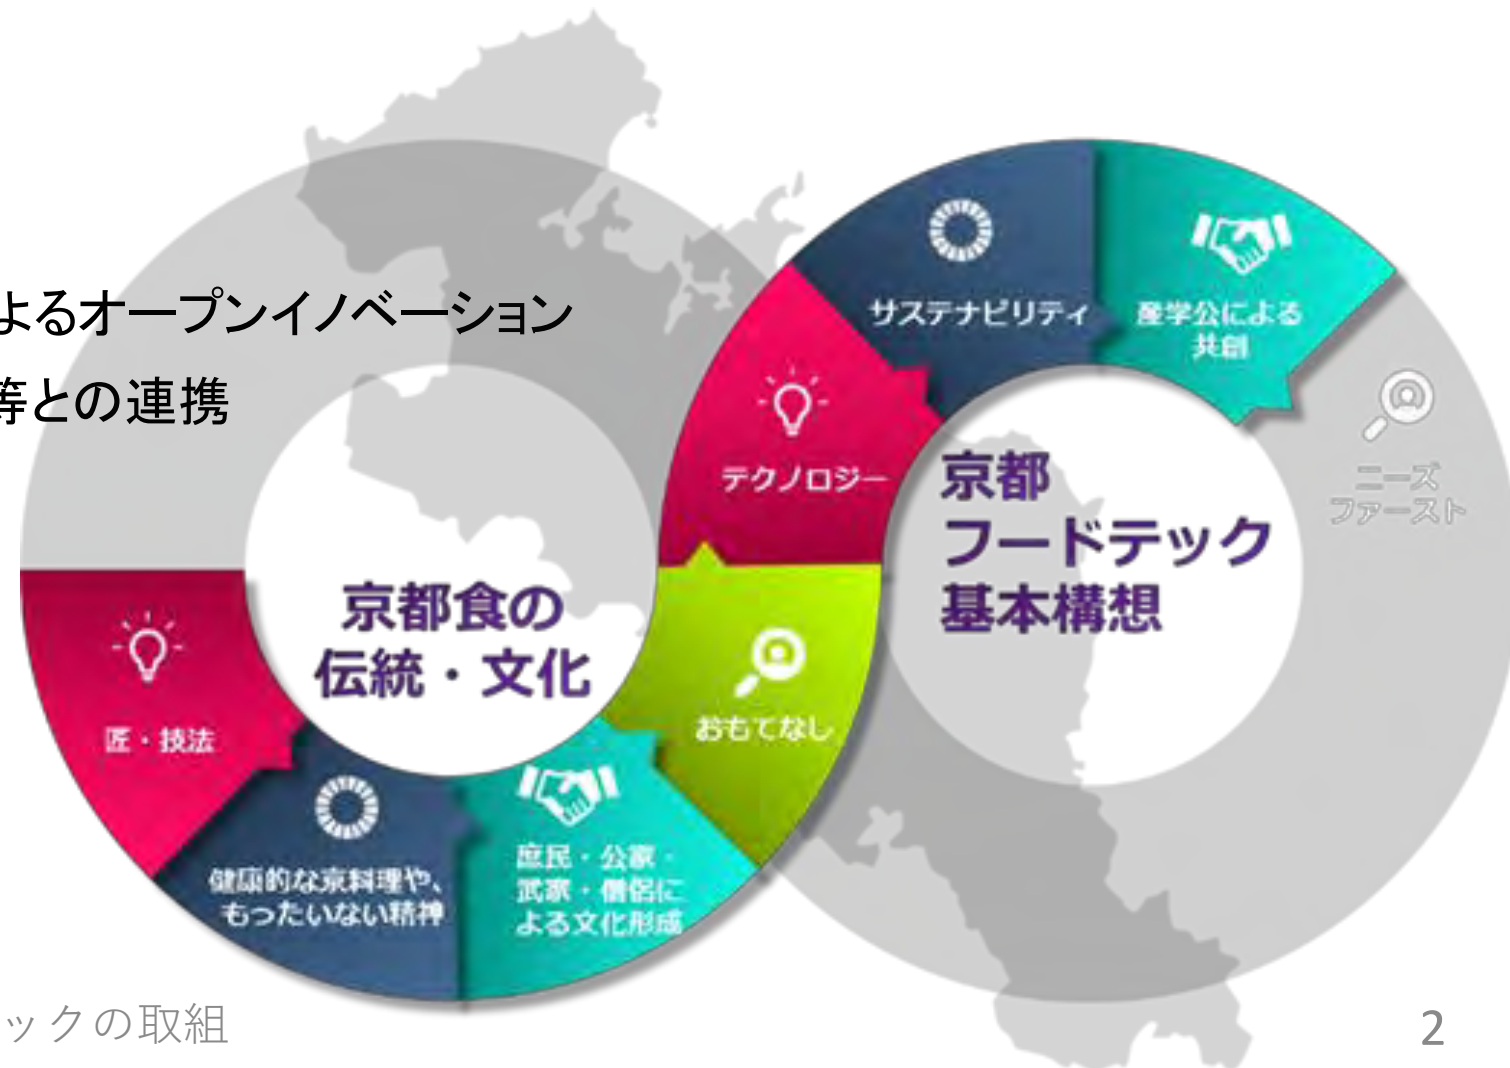 よるオープンイノベーション
等との連携
サステナビリティ
産学公による
共創
テクノロジー
ニーズ
ファースト
京都
フードテック
基本構想
京都食の
伝統・文化
おもてなし
匠・技法
健康的な京料理や、
もったいない精神
庶民・公家・
武家・僧侶に
よる文化形成
ックの取組
2